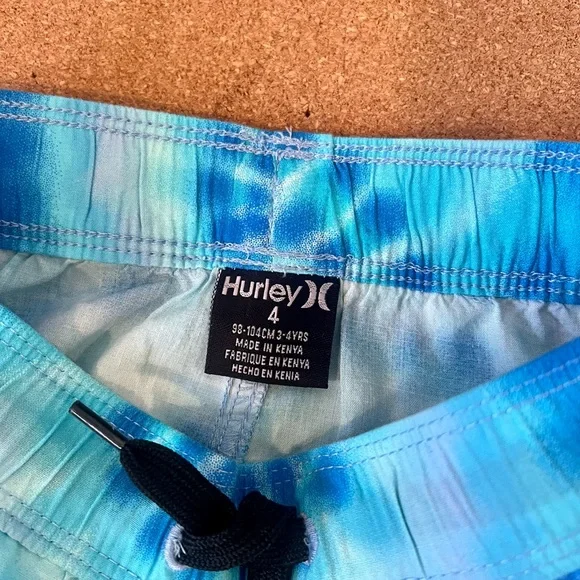 Hurley
4
98-104CM 3-4YRS
MADE IN KENYA
FABRIQUE EN KENYA
HECHO EN KENIA